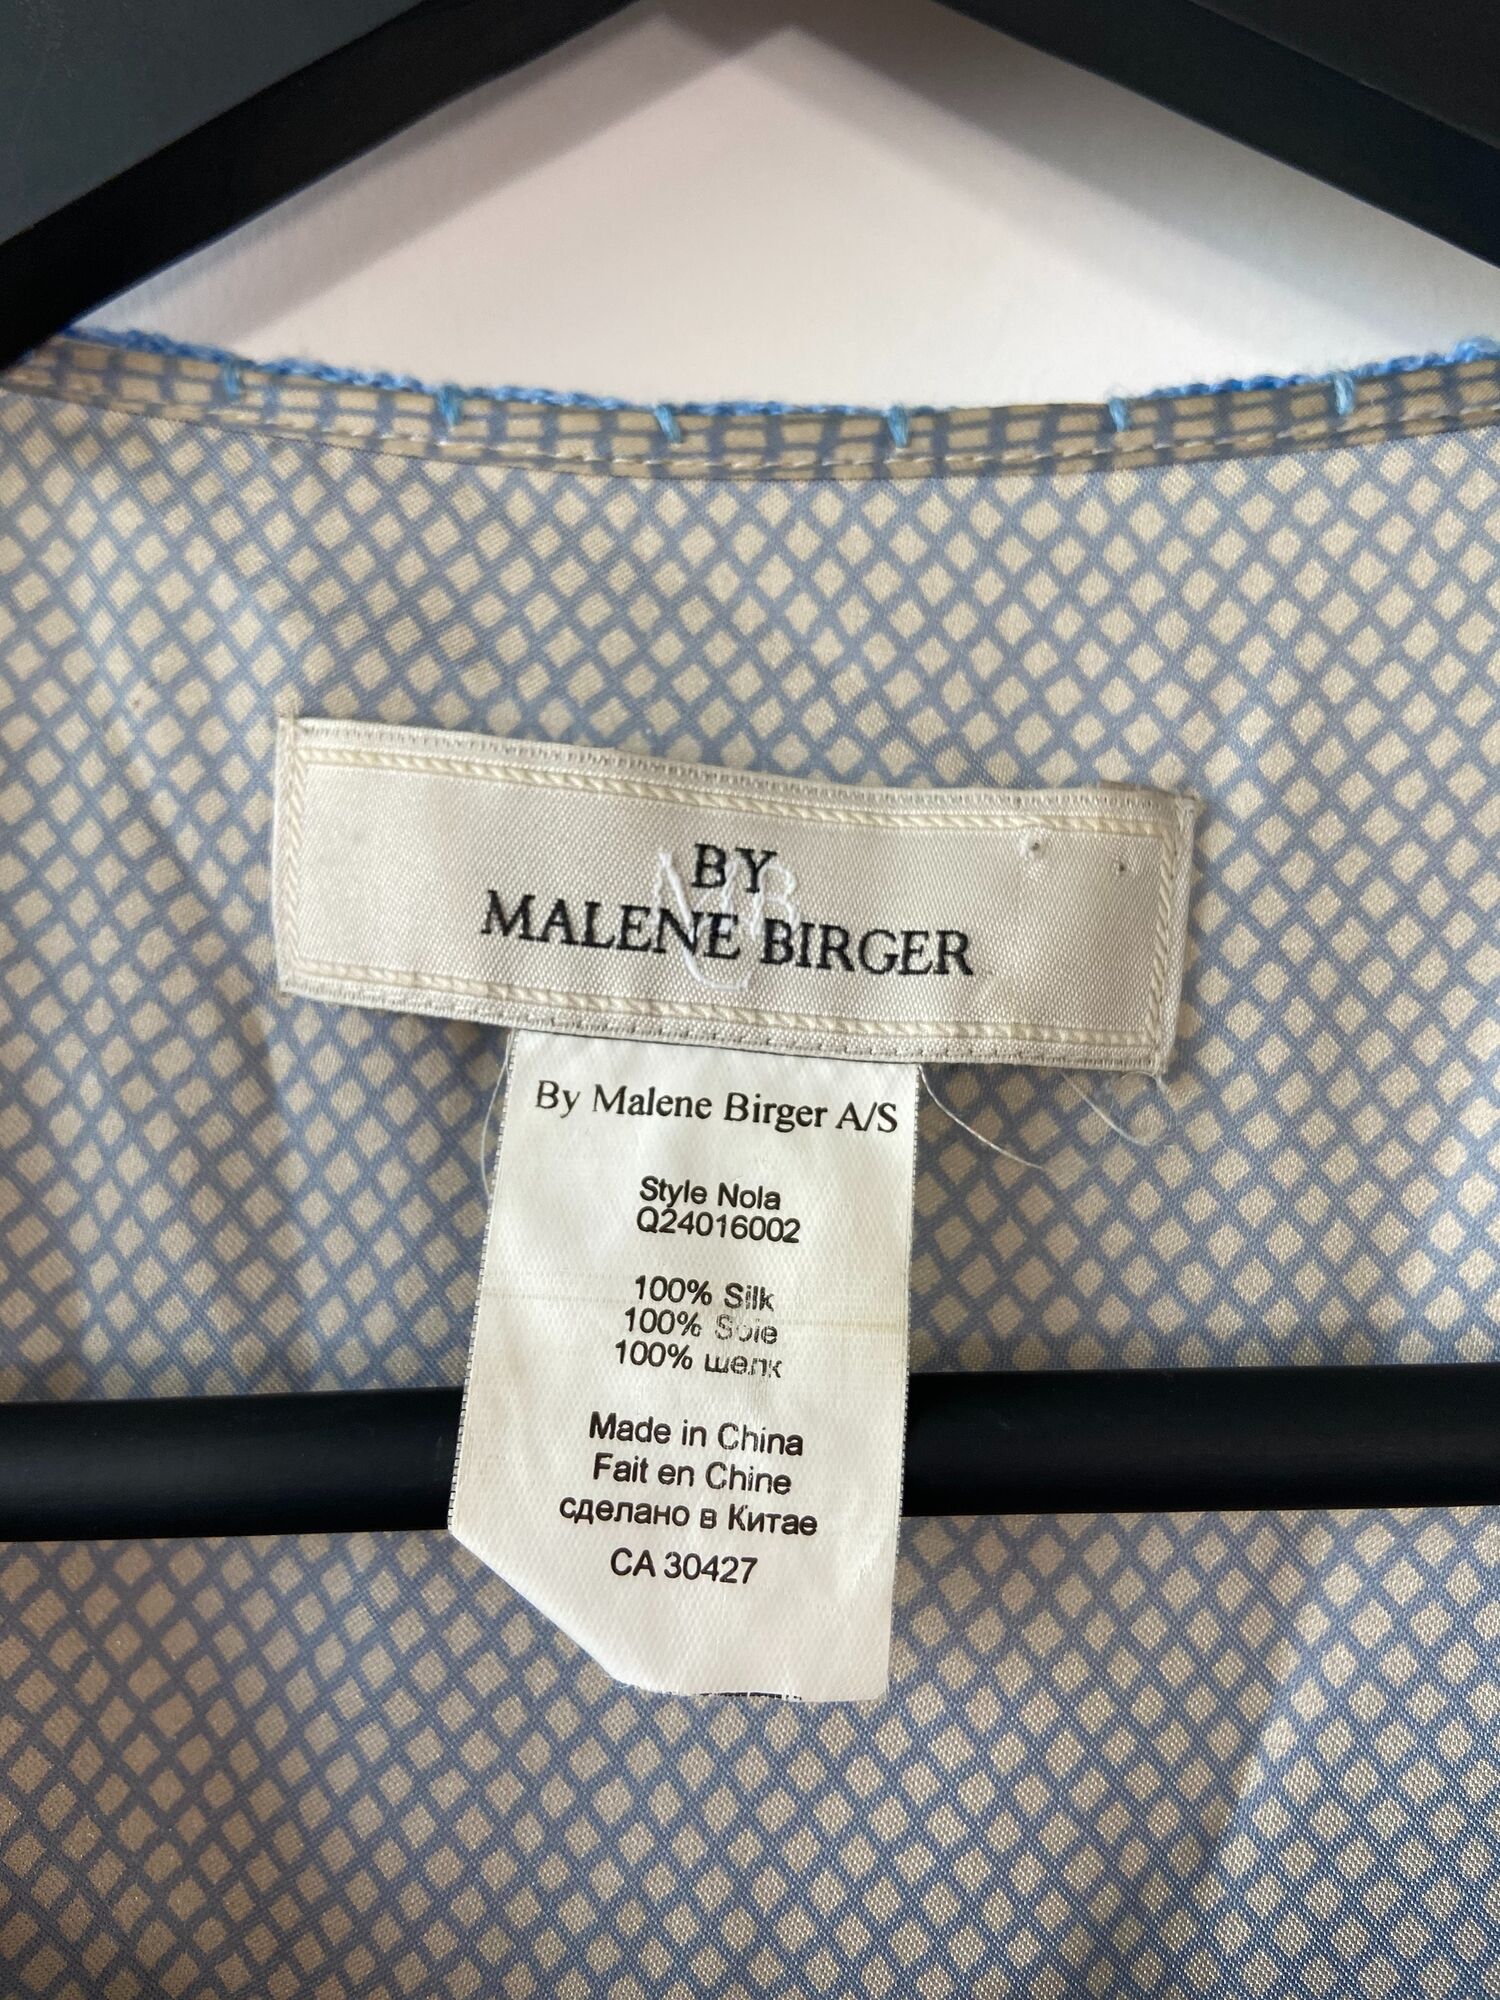 BY
MALENE BIRGER
By Malene Birger A/S
Style Nola
Q24016002
100% Silk
100% Soie
100% шелк
Made in China
Fait en Chine
сделано в Китае
CA 30427